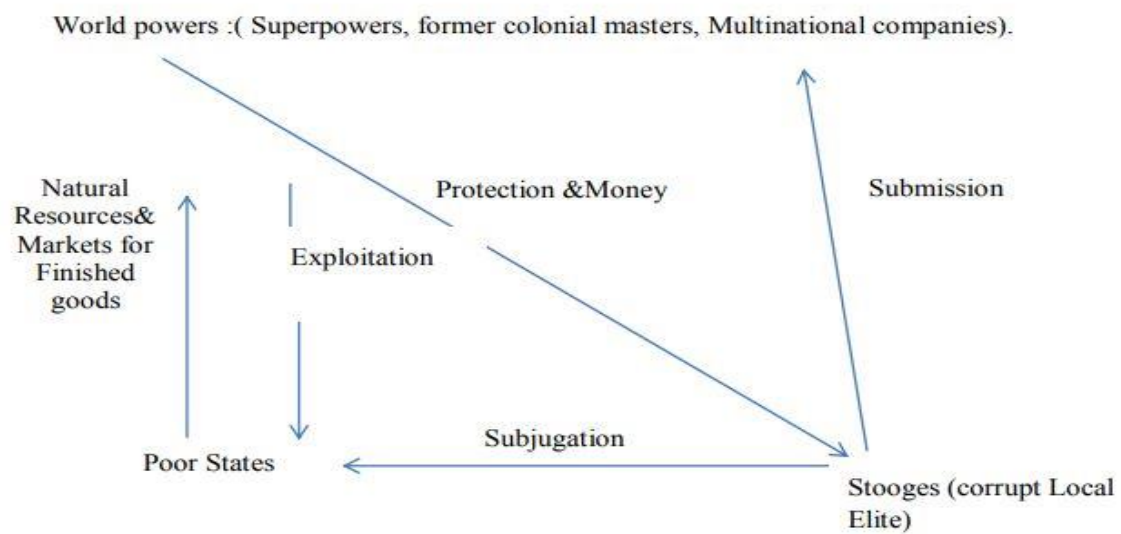 World powers :( Superpowers, former colonial masters, Multinational companies).
Natural
Resources&
Markets for
Finished
goods
Protection &Money
Submission
Exploitation
Subjugation
Poor States
Stooges (corrupt Local
Elite)